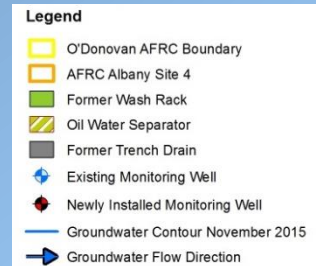 Legend
O'Donovan AFRC Boundary
AFRC Albany Site 4
Former Wash Rack
Oil Water Separator
Former Trench Drain
Existing Monitoring Well
Newly Installed Monitoring Well
Groundwater Contour November 2015
Groundwater Flow Direction